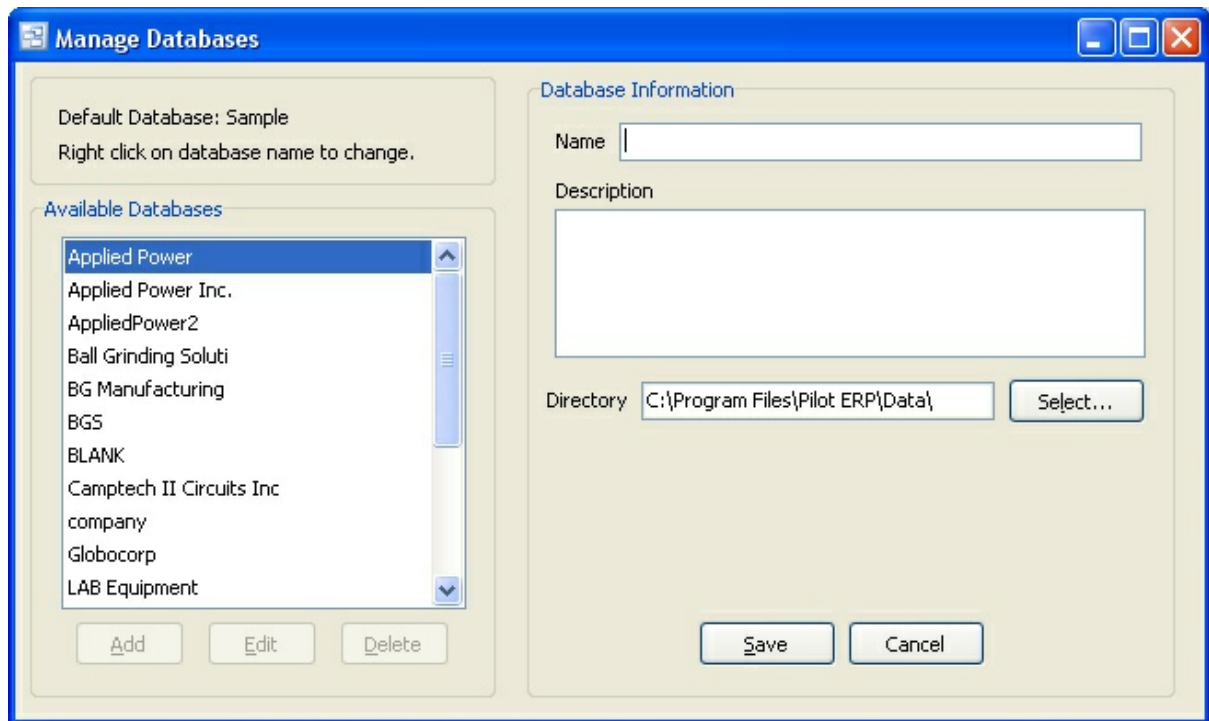 Manage Databases
Default Database: Sample
Right click on database name to change.
Available Databases
Applied Power
Applied Power Inc.
AppliedPower2
Ball Grinding Soluti
BG Manufacturing
BGS
BLANK
Camptech II Circuits Inc
company
Globocorp
LAB Equipment
Add Edit Delete
Database Information
Name
Description
Directory C:\Program Files\Pilot ERP\Data\ Select...
Save Cancel